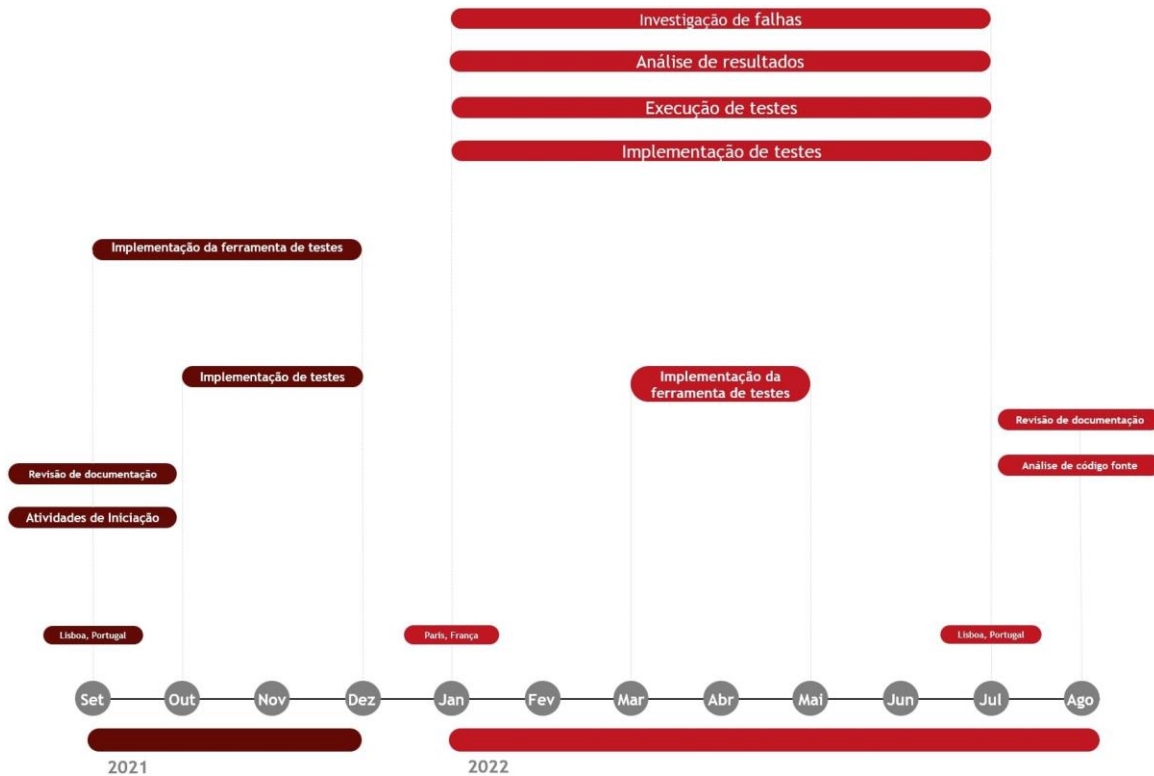 Investigação de falhas
Análise de resultados
Execução de testes
Implementação de testes
Implementação da ferramenta de testes
Implementação de testes
Implementação da
ferramenta de testes
Revisão de documentação
Análise de código fonte
Revisão de documentação
Atividades de Iniciação
Lisboa, Portugal
Paris, França
Lisboa, Portugal
Set Out Nov Dez Jan Fev Mar Abr Mai Jun Jul Ago
2021 2022